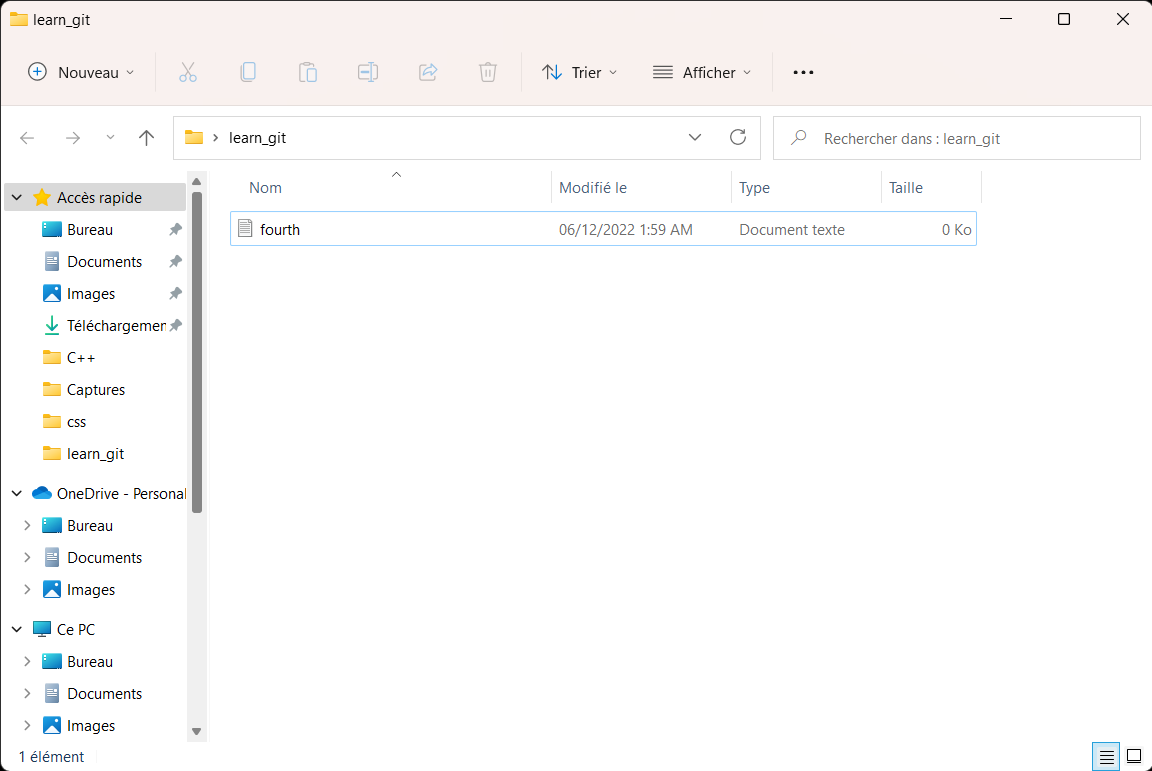 learn_git
Nouveau
Trier
Afficher
learn_git
Rechercher dans : learn_git
Nom
Modifié le
Type
Taille
fourth
06/12/2022 1:59 AM
Document texte
0 Ko
Accès rapide
Bureau
Documents
Images
Téléchargemen
C++
Captures
css
learn_git
OneDrive - Personal
Bureau
Documents
Images
Ce PC
Bureau
Documents
Images
1 élément